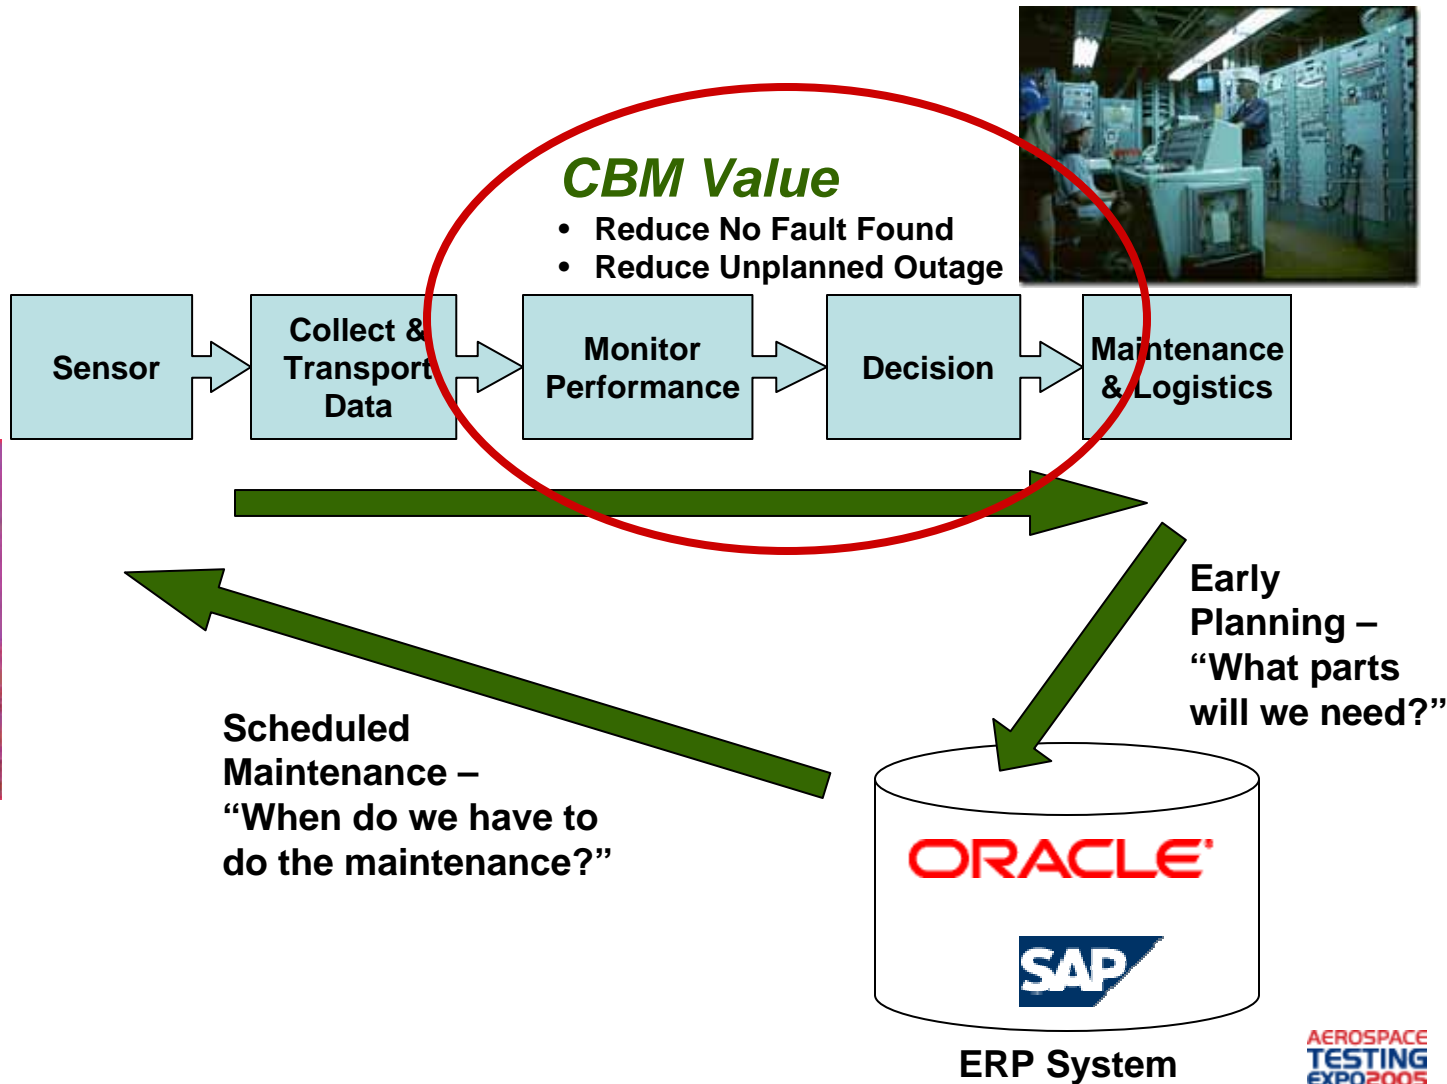 CBM Value
• Reduce No Fault Found
• Reduce Unplanned Outage
Sensor
Collect &
Transport
Data
Monitor
Performance
Decision
Maintenance
& Logistics
Early
Planning –
“What parts
will we need?”
Scheduled
Maintenance –
“When do we have to
do the maintenance?”
ORACLE
SAP
ERP System
AEROSPACE
TESTING
EXPO2005